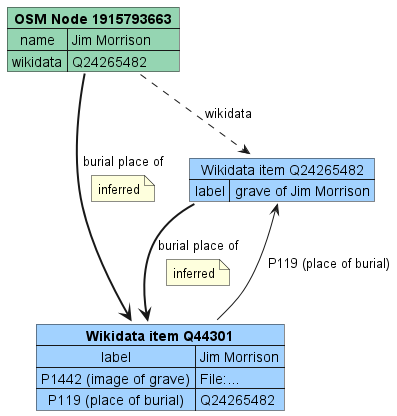 OSM Node 1915793663
name Jim Morrison
wikidata Q24265482
wikidata
burial place of
inferred
Wikidata item Q24265482
label grave of Jim Morrison
burial place of
inferred
P119 (place of burial)
Wikidata item Q44301
label Jim Morrison
P1442 (image of grave) File:...
P119 (place of burial) Q24265482